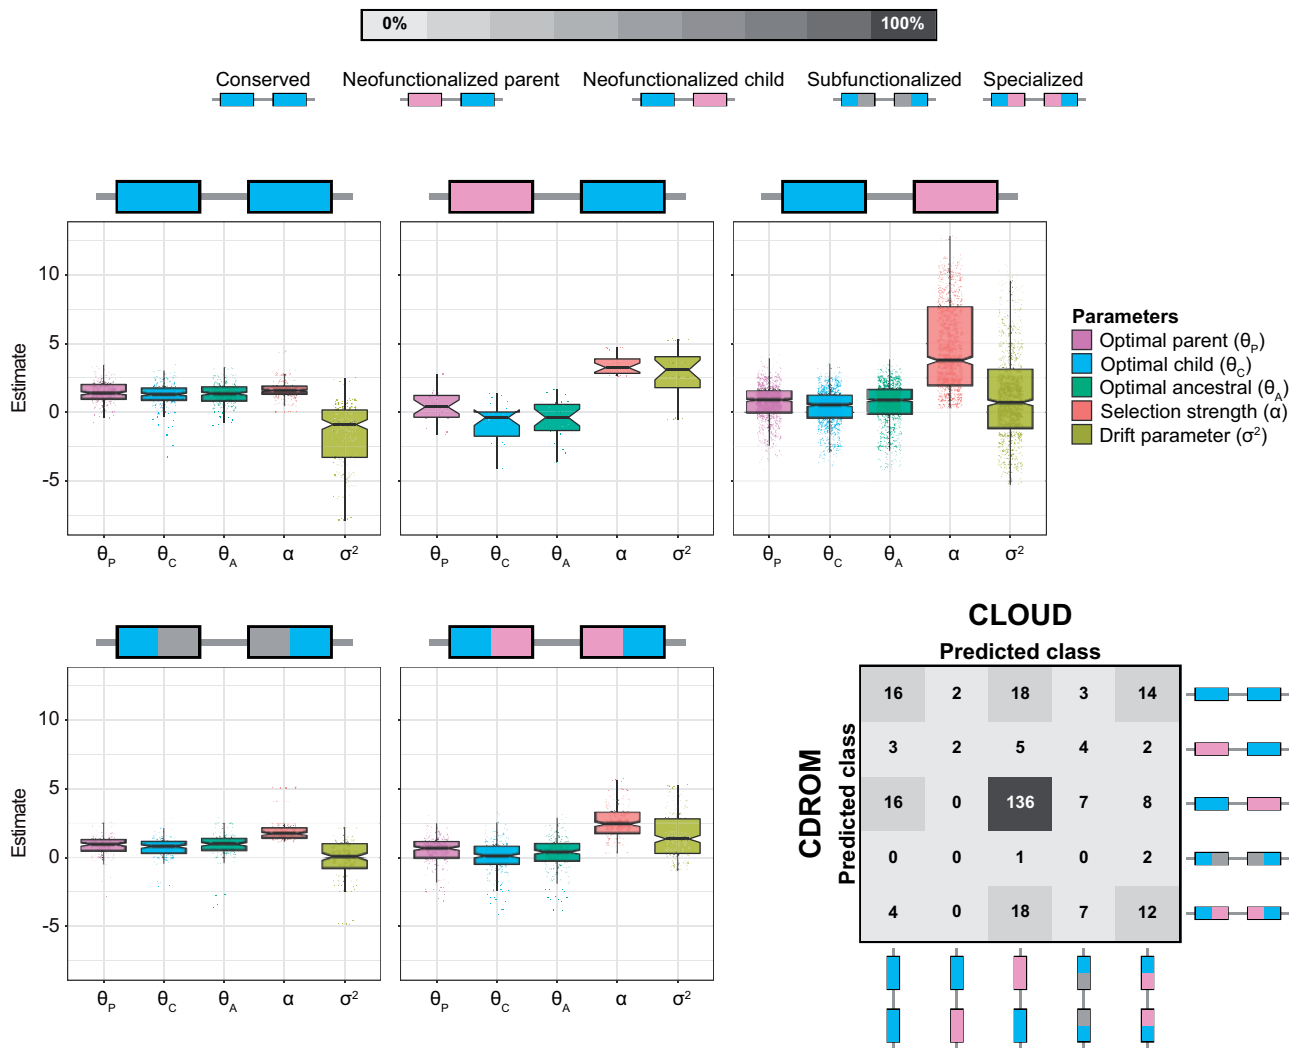 0% 100%
Conserved Neofunctionalized parent Neofunctionalized child Subfunctionalized Specialized
Estimate
10
5
0
-5
θP θC θA α σ²
θP θC θA α σ²
θP θC θA α σ²
Parameters
Optimal parent (θP)
Optimal child (θC)
Optimal ancestral (θA)
Selection strength (α)
Drift parameter (σ²)
Estimate
10
5
0
-5
θP θC θA α σ²
θP θC θA α σ²
CLOUD
Predicted class
CDROM
Predicted class
16 2 18 3 14
3 2 5 4 2
16 0 136 7 8
0 0 1 0 2
4 0 18 7 12